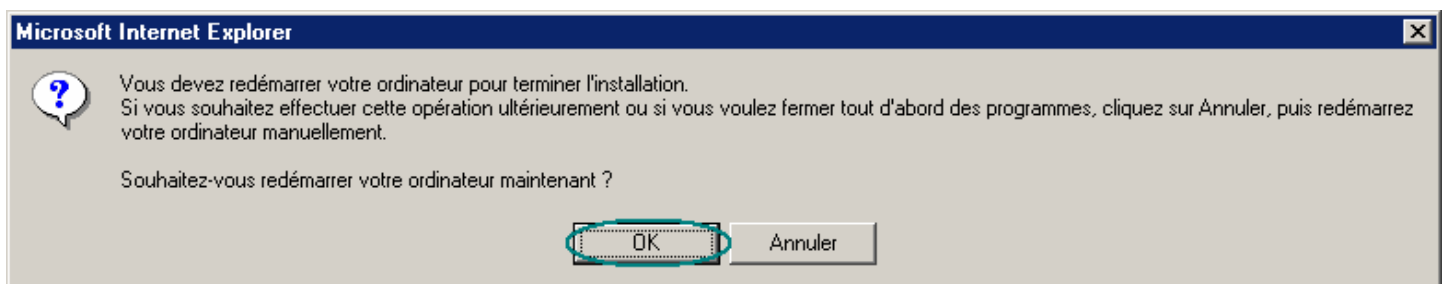 Microsoft Internet Explorer
Vous devez redémarrer votre ordinateur pour terminer l'installation.
Si vous souhaitez effectuer cette opération ultérieurement ou si vous voulez fermer tout d'abord des programmes, cliquez sur Annuler, puis redémarrez
votre ordinateur manuellement.
Souhaitez-vous redémarrer votre ordinateur maintenant ?
OK Annuler